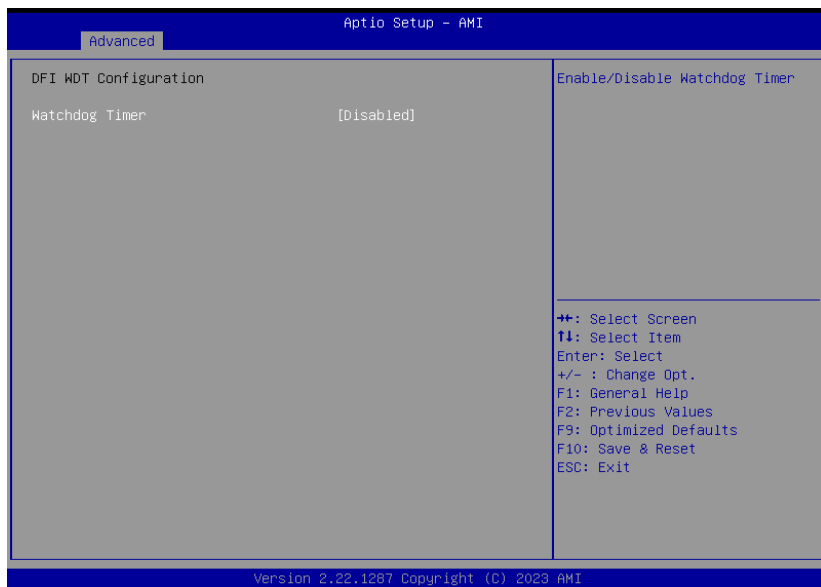 Aptio Setup – AMI
Advanced
DFI WDT Configuration
Watchdog Timer [Disabled]
Enable/Disable Watchdog Timer
→←: Select Screen
↑↓: Select Item
Enter: Select
+/- : Change Opt.
F1: General Help
F2: Previous Values
F9: Optimized Defaults
F10: Save & Reset
ESC: Exit
Version 2.22.1287 Copyright (C) 2023 AMI